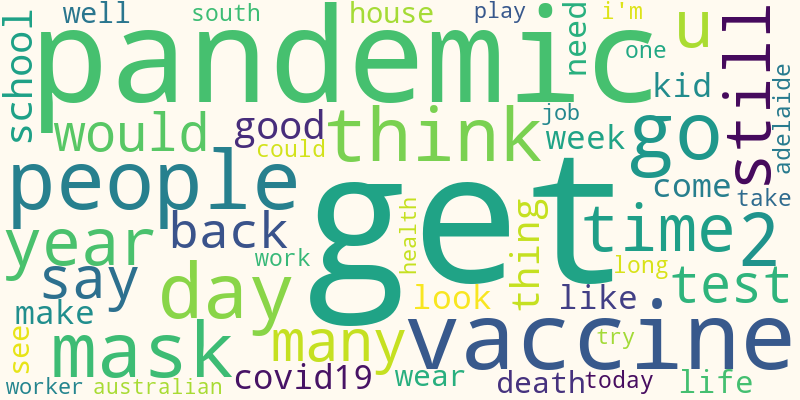 pandemic
well
south
house
play
i'm
need
u
still
school
one
kid
adelaide
would
good
could
think
job
week
go
come
take
people
get
back
year
health
thing
time
2
work
say
day
look
like
long
test
make
mask
many
vaccine
see
try
covid19
wear
death
today
life
worker
australian